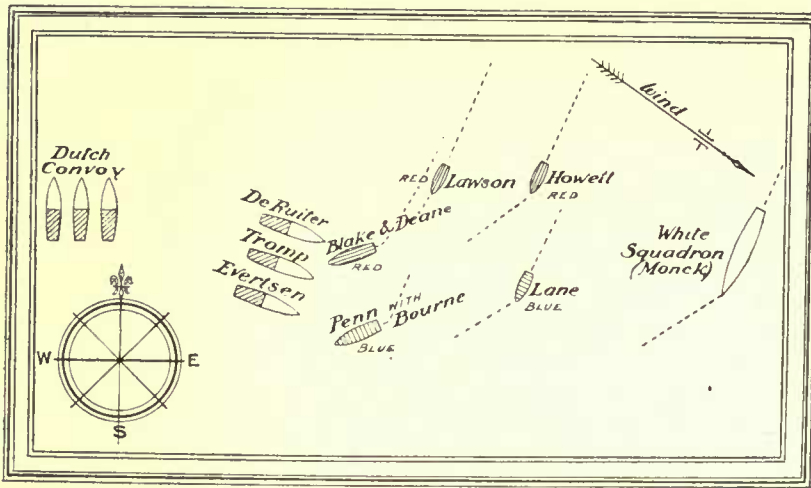 Wind
Dutch
Convoy
De Ruiter
Tromp
Evertsen
Blake & Deane
RED
RED Lawson
Howett
RED
Penn WITH
Bourne
BLUE
Lane
BLUE
White
Squadron
(Monck)
W
E
S